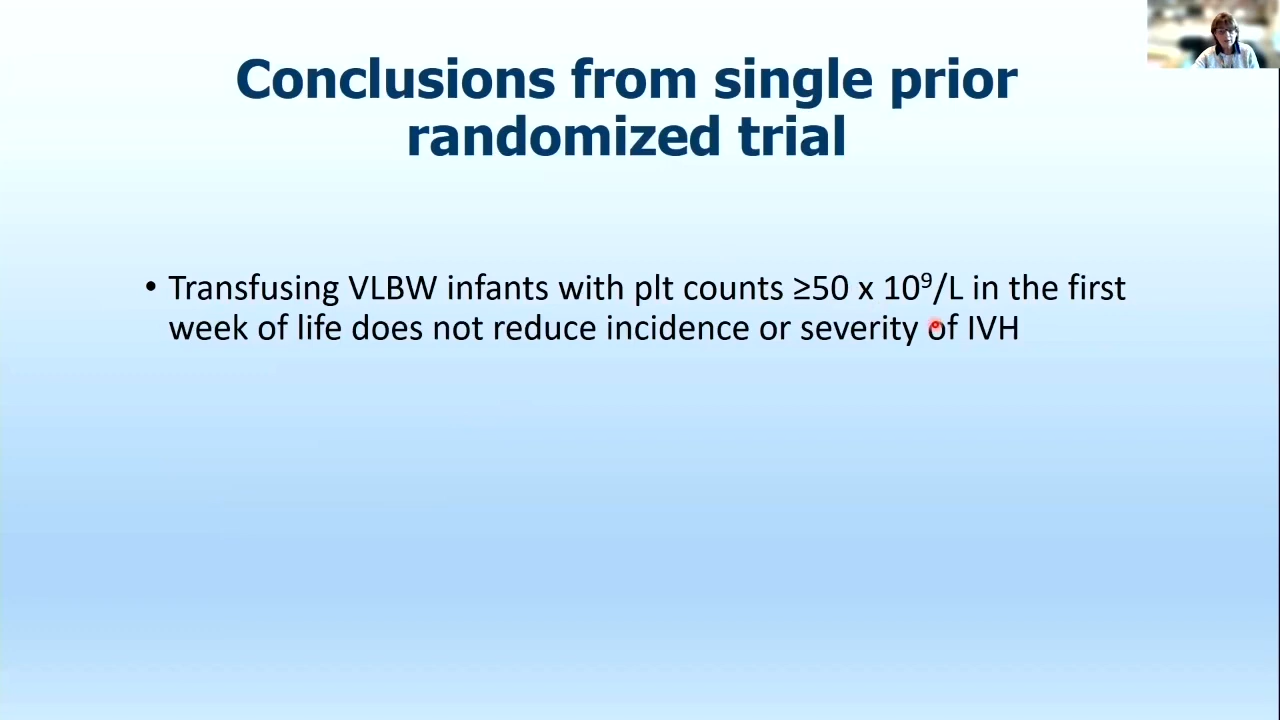 Conclusions from single prior
randomized trial
• Transfusing VLBW infants with plt counts ≥50 x 10⁹/L in the first
week of life does not reduce incidence or severity of IVH